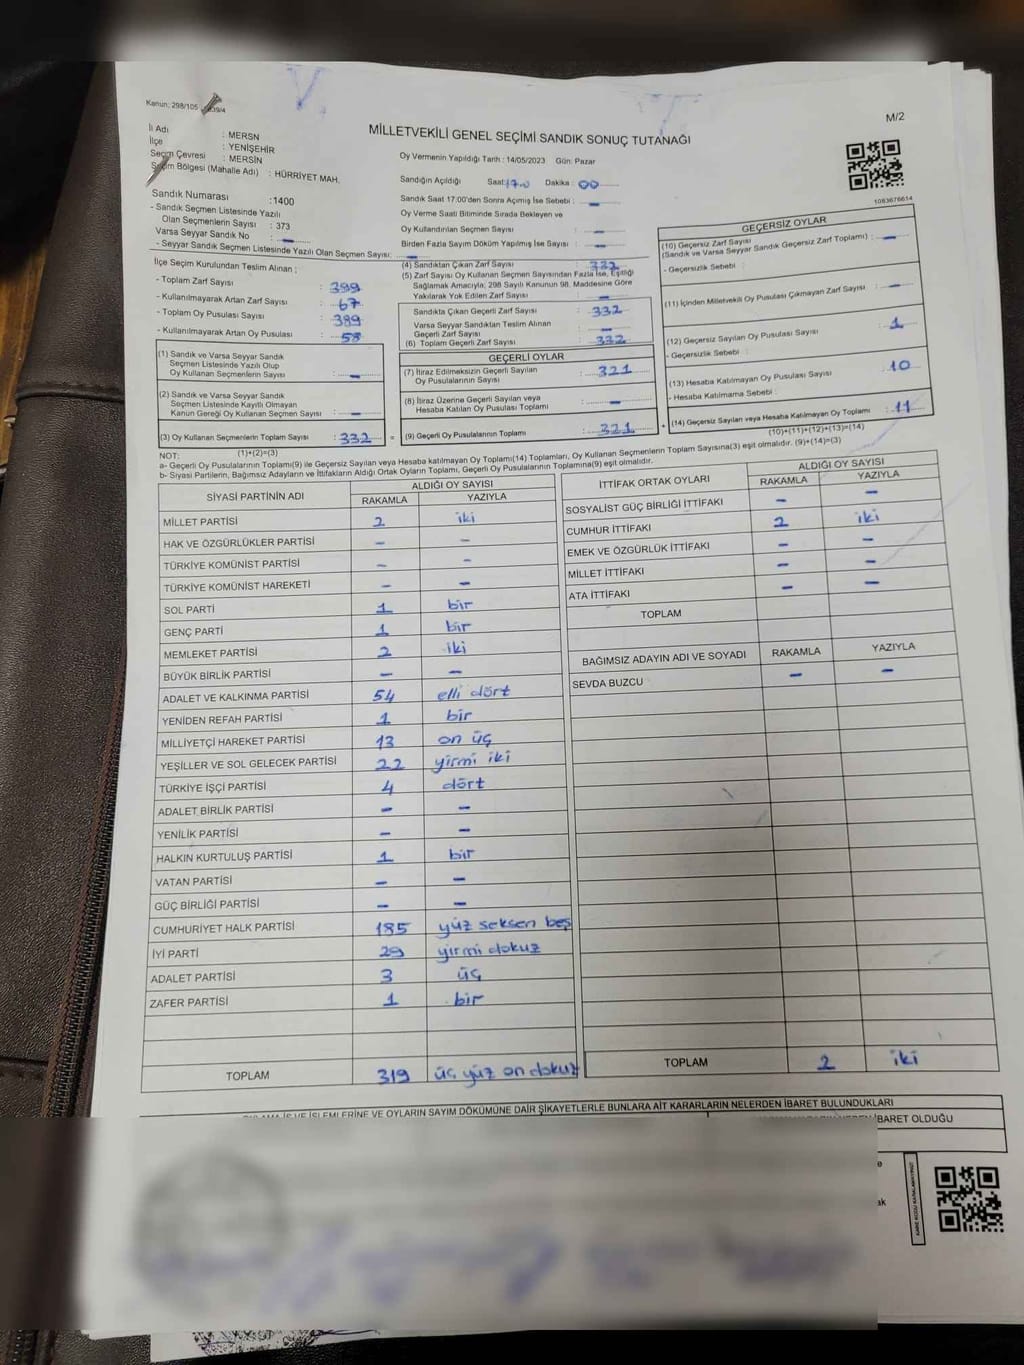 Kanun: 298/105
M/2
MİLLETVEKİLİ GENEL SEÇİMİ SANDIK SONUÇ TUTANAĞI
İl Adı : MERSN
İlçe : YENİŞEHİR
Seçim Çevresi : MERSİN
Seçim Bölgesi (Mahalle Adı) : HÜRRİYET MAH.
Oy Vermenin Yapıldığı Tarih : 14/05/2023 Gün: Pazar
Sandığın Açıldığı Saat: Dakika : 00
Sandık Saat 17:00'den Sonra Açımış İse Sebebi : -
Oy Verme Saati Bitiminde Sırada Bekleyen ve
Oy Kullandırılan Seçmen Sayısı : -
Birden Fazla Sayım Döküm Yapılmış İse Sayısı : -
1083676614
Sandık Numarası : 1400
- Sandık Seçmen Listesinde Yazılı
Olan Seçmenlerin Sayısı : 373
Varsa Seyyar Sandık No : -
- Seyyar Sandık Seçmen Listesinde Yazılı Olan Seçmen Sayısı: -
İlçe Seçim Kurulundan Teslim Alınan :
- Toplam Zarf Sayısı : 399
- Kullanılmayarak Artan Zarf Sayısı : 67
- Toplam Oy Pusulası Sayısı : 389
- Kullanılmayarak Artan Oy Pusulası : 58
(1) Sandık ve Varsa Seyyar Sandık
Seçmen Listesinde Yazılı Olup
Oy Kullanan Seçmenlerin Sayısı : -
(2) Sandık ve Varsa Seyyar Sandık
Seçmen Listesinde Kayıtlı Olmayan
Kanun Gereği Oy Kullanan Seçmen Sayısı : -
(3) Oy Kullanan Seçmenlerin Toplam Sayısı : 332 =
(1)+(2)=(3)
(4) Sandıktan Çıkan Zarf Sayısı : 332
(5) Zarf Sayısı Oy Kullanan Seçmen Sayısından Fazla İse, Eşitliği
Sağlamak Amacıyla; 298 Sayılı Kanunun 98. Maddesine Göre
Yakılarak Yok Edilen Zarf Sayısı : -
Sandıkta Çıkan Geçerli Zarf Sayısı : 332
Varsa Seyyar Sandıktan Teslim Alınan
Geçerli Zarf Sayısı : -
(6) Toplam Geçerli Zarf Sayısı : 332
GEÇERLİ OYLAR
(7) İtiraz Edilmeksizin Geçerli Sayılan
Oy Pusulalarının Sayısı : 321
(8) İtiraz Üzerine Geçerli Sayılan veya
Hesaba Katılan Oy Pusulası Toplamı : -
(9) Geçerli Oy Pusulalarının Toplamı : 321 +
GEÇERSİZ OYLAR
(10) Geçersiz Zarf Sayısı
(Sandık ve Varsa Seyyar Sandık Geçersiz Zarf Toplamı) : -
- Geçersizlik Sebebi :
(11) İçinden Milletvekili Oy Pusulası Çıkmayan Zarf Sayısı : -
(12) Geçersiz Sayılan Oy Pusulası Sayısı : 1
- Geçersizlik Sebebi :
(13) Hesaba Katılmayan Oy Pusulası Sayısı : 10
- Hesaba Katılmama Sebebi :
(14) Geçersiz Sayılan veya Hesaba Katılmayan Oy Toplamı : 11
(10)+(11)+(12)+(13)=(14)
NOT:
a- Geçerli Oy Pusulalarının Toplamı(9) ile Geçersiz Sayılan veya Hesaba katılmayan Oy Toplamı(14) Toplamları, Oy Kullanan Seçmenlerin Toplam Sayısına(3) eşit olmalıdır. (9)+(14)=(3)
b- Siyasi Partilerin, Bağımsız Adayların ve İttifakların Aldığı Ortak Oyların Toplamı, Geçerli Oy Pusulalarının Toplamına(9) eşit olmalıdır.
SİYASİ PARTİNİN ADI ALDIĞI OY SAYISI
RAKAMLA YAZIYLA
MİLLET PARTİSİ 2 iki
HAK VE ÖZGÜRLÜKLER PARTİSİ - -
TÜRKİYE KOMÜNİST PARTİSİ - -
TÜRKİYE KOMÜNİST HAREKETİ - -
SOL PARTİ 1 bir
GENÇ PARTİ 1 bir
MEMLEKET PARTİSİ 2 iki
BÜYÜK BİRLİK PARTİSİ - -
ADALET VE KALKINMA PARTİSİ 54 elli dört
YENİDEN REFAH PARTİSİ 1 bir
MİLLİYETÇİ HAREKET PARTİSİ 13 on üç
YEŞİLLER VE SOL GELECEK PARTİSİ 22 yirmi iki
TÜRKİYE İŞÇİ PARTİSİ 4 dört
ADALET BİRLİK PARTİSİ - -
YENİLİK PARTİSİ - -
HALKIN KURTULUŞ PARTİSİ 1 bir
VATAN PARTİSİ - -
GÜÇ BİRLİĞİ PARTİSİ - -
CUMHURİYET HALK PARTİSİ 185 yüz seksen beş
İYİ PARTİ 29 yirmi dokuz
ADALET PARTİSİ 3 üç
ZAFER PARTİSİ 1 bir
TOPLAM 319 üç yüz on dokuz
İTTİFAK ORTAK OYLARI ALDIĞI OY SAYISI
RAKAMLA YAZIYLA
SOSYALİST GÜÇ BİRLİĞİ İTTİFAKI - -
CUMHUR İTTİFAKI 2 iki
EMEK VE ÖZGÜRLÜK İTTİFAKI - -
MİLLET İTTİFAKI - -
ATA İTTİFAKI - -
TOPLAM
BAĞIMSIZ ADAYIN ADI VE SOYADI RAKAMLA YAZIYLA
SEVDA BUZCU - -
TOPLAM 2 iki
İŞLEMLERİNE VE OYLARIN SAYIM DÖKÜMÜNE DAİR ŞİKAYETLERLE BUNLARA AİT KARARLARIN NELERDEN İBARET BULUNDUKLARI
İBARET OLDUĞU